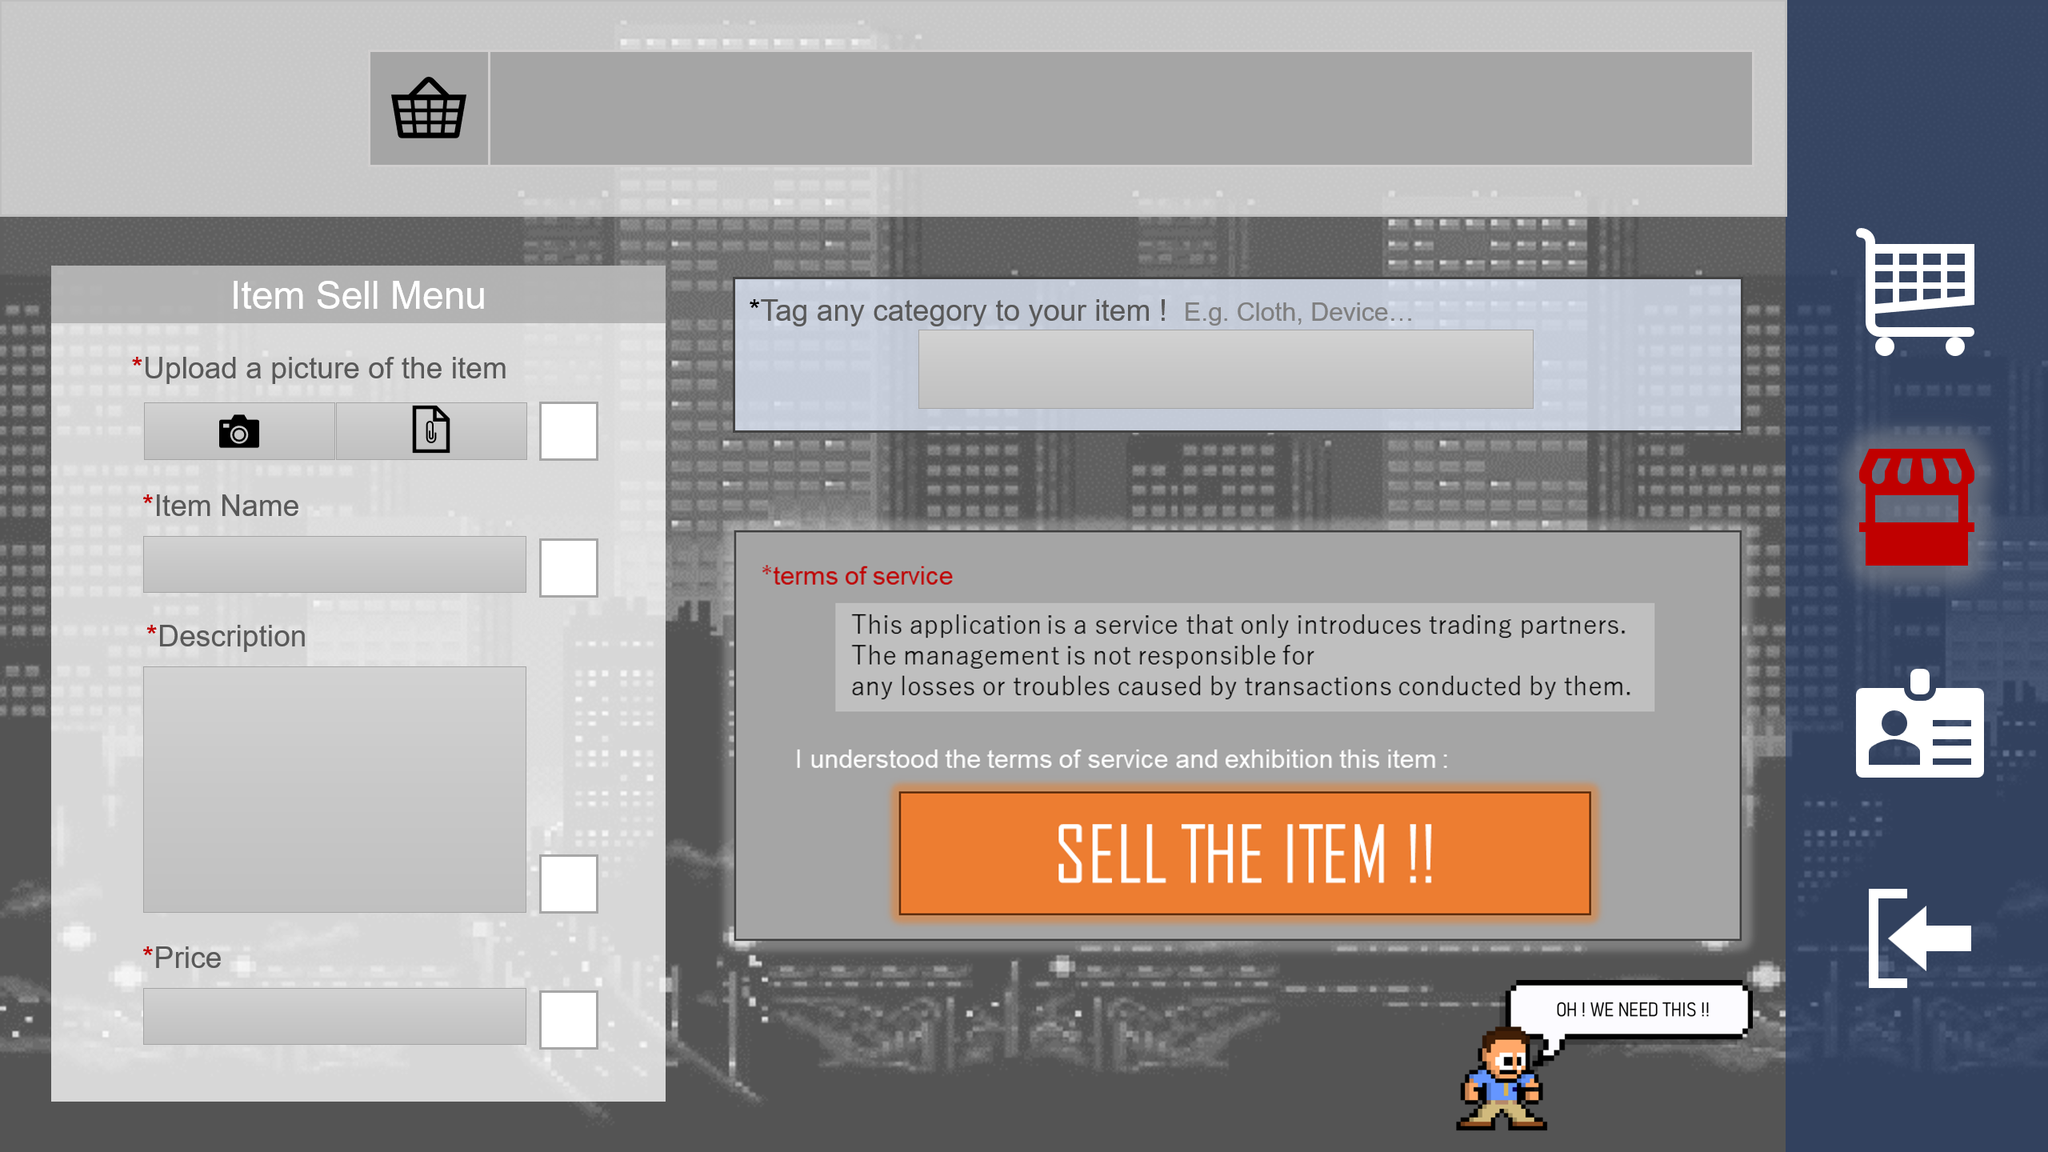 Item Sell Menu
*Upload a picture of the item
*Item Name
*Description
*Price
*Tag any category to your item ! E.g. Cloth, Device...
*terms of service
This application is a service that only introduces trading partners.
The management is not responsible for
any losses or troubles caused by transactions conducted by them.
I understood the terms of service and exhibition this item :
SELL THE ITEM !!
OH ! WE NEED THIS !!